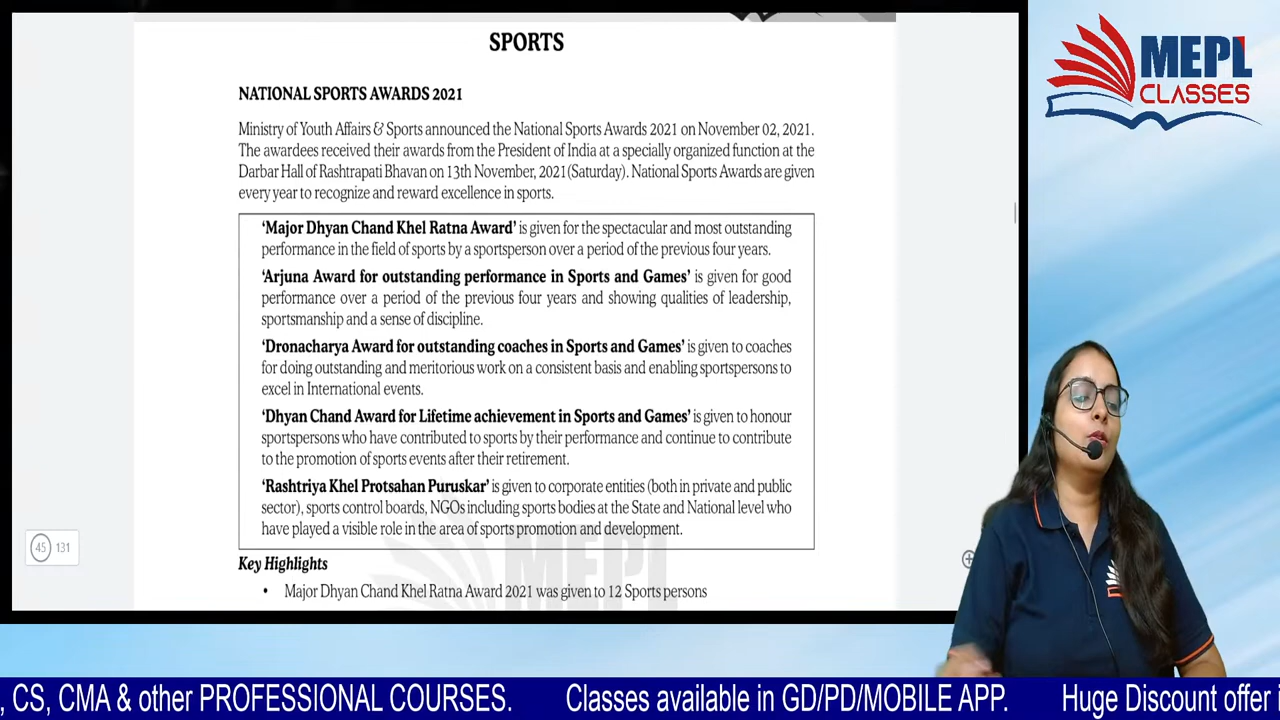 SPORTS
NATIONAL SPORTS AWARDS 2021
Ministry of Youth Affairs & Sports announced the National Sports Awards 2021 on November 02, 2021.
The awardees received their awards from the President of India at a specially organized function at the
Darbar Hall of Rashtrapati Bhavan on 13th November, 2021(Saturday). National Sports Awards are given
every year to recognize and reward excellence in sports.
‘Major Dhyan Chand Khel Ratna Award’ is given for the spectacular and most outstanding
performance in the field of sports by a sportsperson over a period of the previous four years.
‘Arjuna Award for outstanding performance in Sports and Games’ is given for good
performance over a period of the previous four years and showing qualities of leadership,
sportsmanship and a sense of discipline.
‘Dronacharya Award for outstanding coaches in Sports and Games’ is given to coaches
for doing outstanding and meritorious work on a consistent basis and enabling sportspersons to
excel in International events.
‘Dhyan Chand Award for Lifetime achievement in Sports and Games’ is given to honour
sportspersons who have contributed to sports by their performance and continue to contribute
to the promotion of sports events after their retirement.
‘Rashtriya Khel Protsahan Puruskar’ is given to corporate entities (both in private and public
sector), sports control boards, NGOs including sports bodies at the State and National level who
have played a visible role in the area of sports promotion and development.
Key Highlights
• Major Dhyan Chand Khel Ratna Award 2021 was given to 12 Sports persons
45 131
MEPL
MEPL
CLASSES
, CS, CMA & other PROFESSIONAL COURSES. Classes available in GD/PD/MOBILE APP. Huge Discount offer i